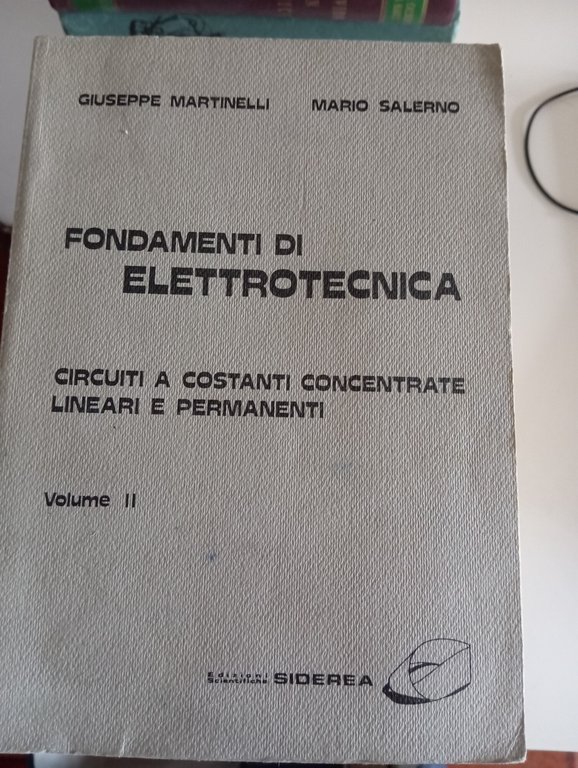 GIUSEPPE MARTINELLI MARIO SALERNO
FONDAMENTI DI
ELETTROTECNICA
CIRCUITI A COSTANTI CONCENTRATE
LINEARI E PERMANENTI
Volume II
Edizioni
Scientifiche SIDEREA